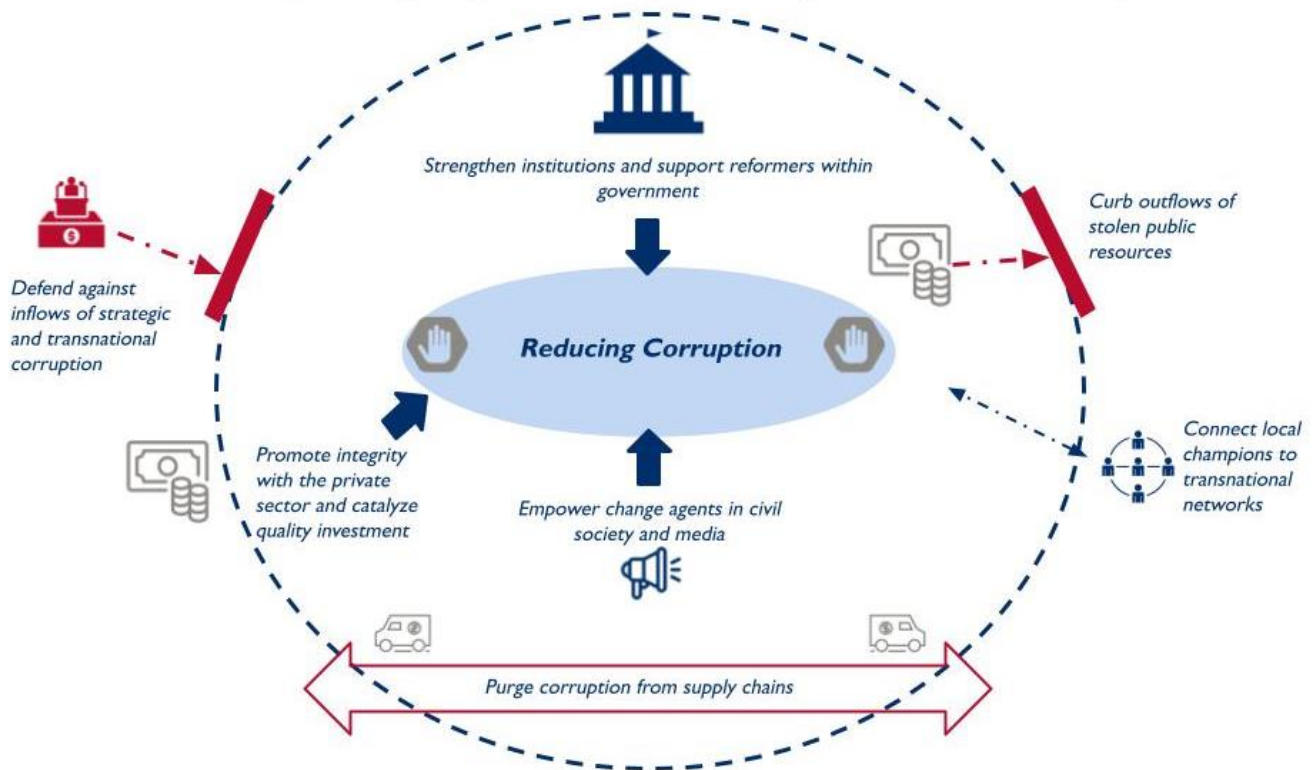 Strengthen institutions and support reformers within
government
Curb outflows of
stolen public
resources
Defend against
inflows of strategic
and transnational
corruption
$
Reducing Corruption
Connect local
champions to
transnational
networks
Promote integrity
with the private
sector and catalyze
quality investment
Empower change agents in civil
society and media
$
Purge corruption from supply chains